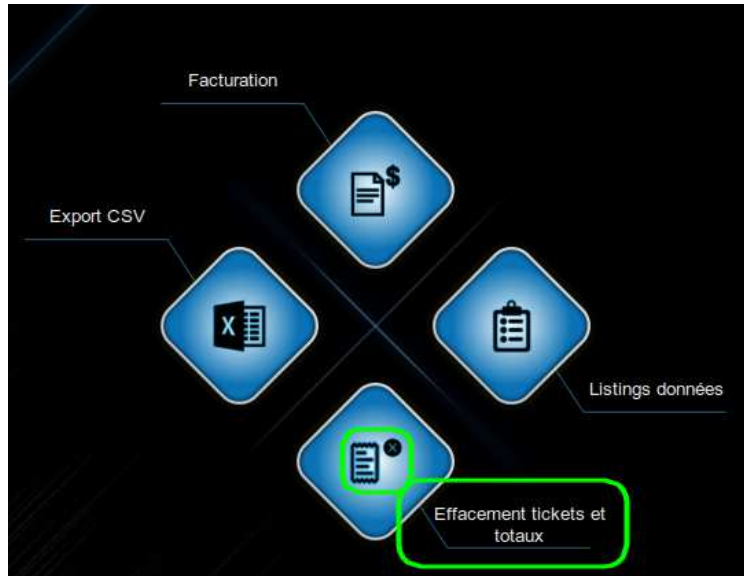 Facturation
$
Export CSV
X
Listings données
X
Effacement tickets et
totaux